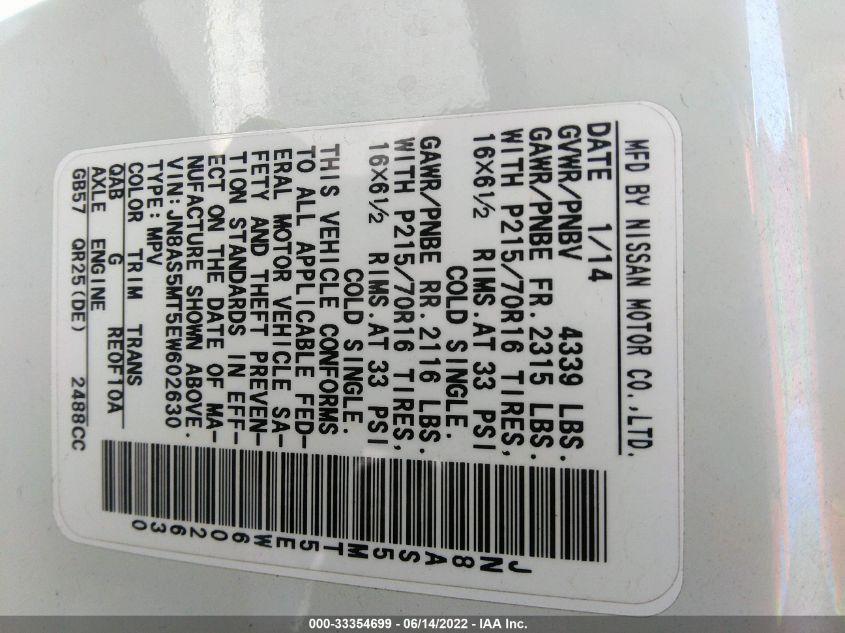 MFD BY NISSAN MOTOR CO.,LTD.
DATE 1/14
GVWR/PNBV 4339 LBS.
GAWR/PNBE FR. 2315 LBS.
WITH P215/70R16 TIRES,
16X6½ RIMS.AT 33 PSI
COLD SINGLE.
GAWR/PNBE RR. 2116 LBS.
WITH P215/70R16 TIRES,
16X6½ RIMS.AT 33 PSI
COLD SINGLE.
THIS VEHICLE CONFORMS
TO ALL APPLICABLE FED-
ERAL MOTOR VEHICLE SA-
FETY AND THEFT PREVEN-
TION STANDARDS IN EFF-
ECT ON THE DATE OF MA-
NUFACTURE SHOWN ABOVE.
VIN:JN8AS5MT5EW602630
TYPE:MPV
COLOR TRIM TRANS
QAB G RE0F10A
AXLE ENGINE
GB57 QR25(DE) 2488CC
JN8AS5MT5EW602630
000-33354699 - 06/14/2022 - IAA Inc.